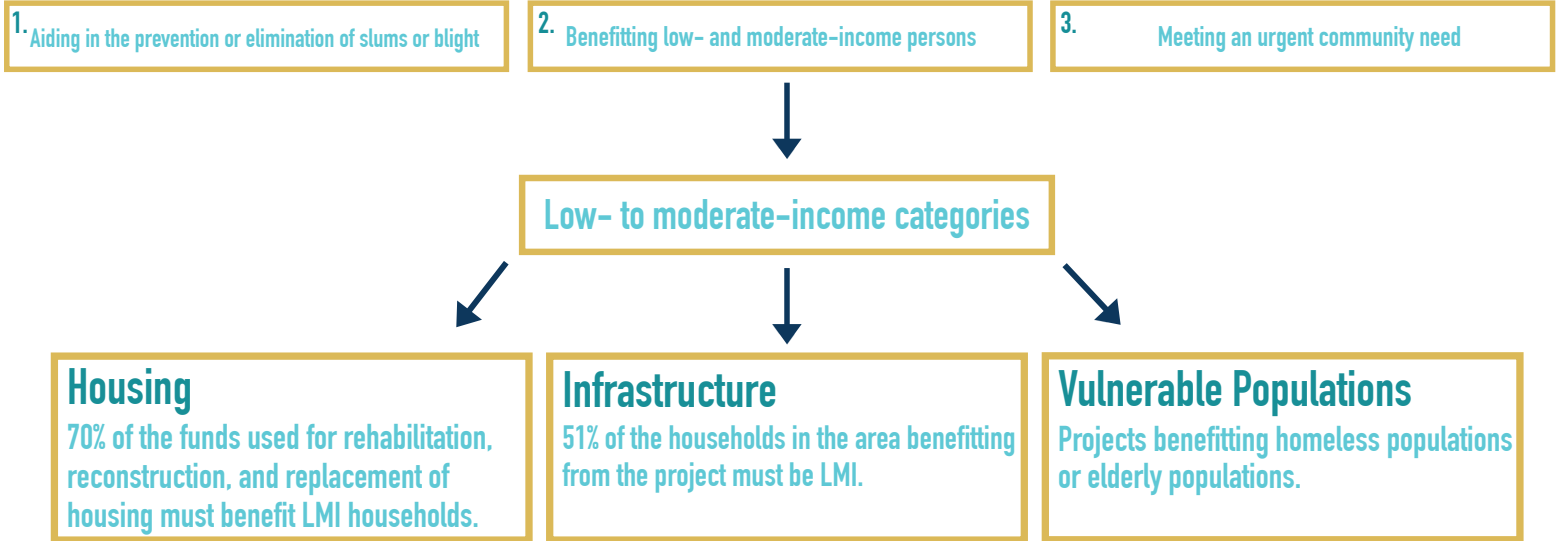 1. Aiding in the prevention or elimination of slums or blight
2. Benefitting low- and moderate-income persons
3. Meeting an urgent community need
Low- to moderate-income categories
Housing
70% of the funds used for rehabilitation,
reconstruction, and replacement of
housing must benefit LMI households.
Infrastructure
51% of the households in the area benefitting
from the project must be LMI.
Vulnerable Populations
Projects benefitting homeless populations
or elderly populations.